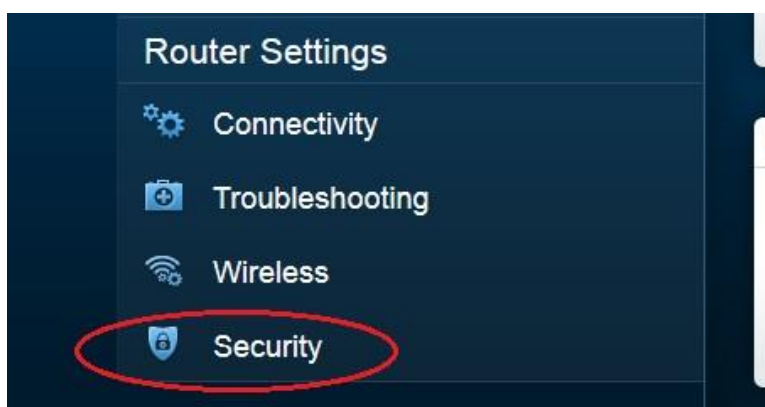 Router Settings
Connectivity
Troubleshooting
Wireless
Security